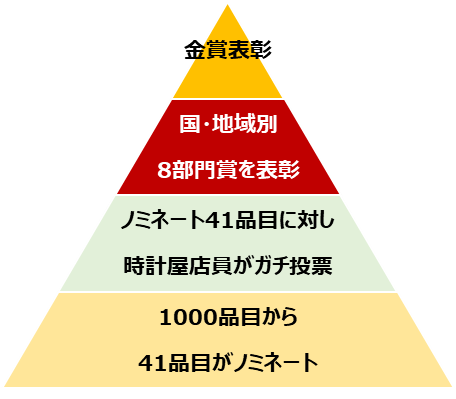 金賞表彰
国・地域別
8部門賞を表彰
ノミネート41品目に対し
時計屋店員がガチ投票
1000品目から
41品目がノミネート